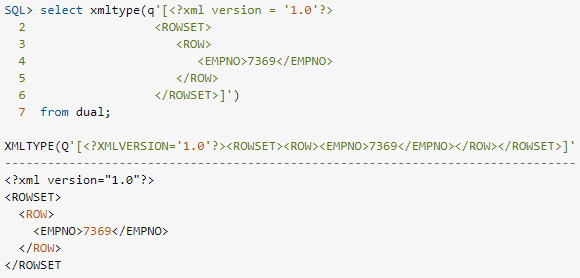 SQL> select xmltype(q'[<?xml version = '1.0'?>
  2                     <ROWSET>
  3                        <ROW>
  4                           <EMPNO>7369</EMPNO>
  5                        </ROW>
  6                     </ROWSET>]')
  7  from dual;

XMLTYPE(Q'[<?XMLVERSION='1.0'?><ROWSET><ROW><EMPNO>7369</EMPNO></ROW></ROWSET>]'
--------------------------------------------------------------------------------
<?xml version="1.0"?>
<ROWSET>
  <ROW>
    <EMPNO>7369</EMPNO>
  </ROW>
</ROWSET